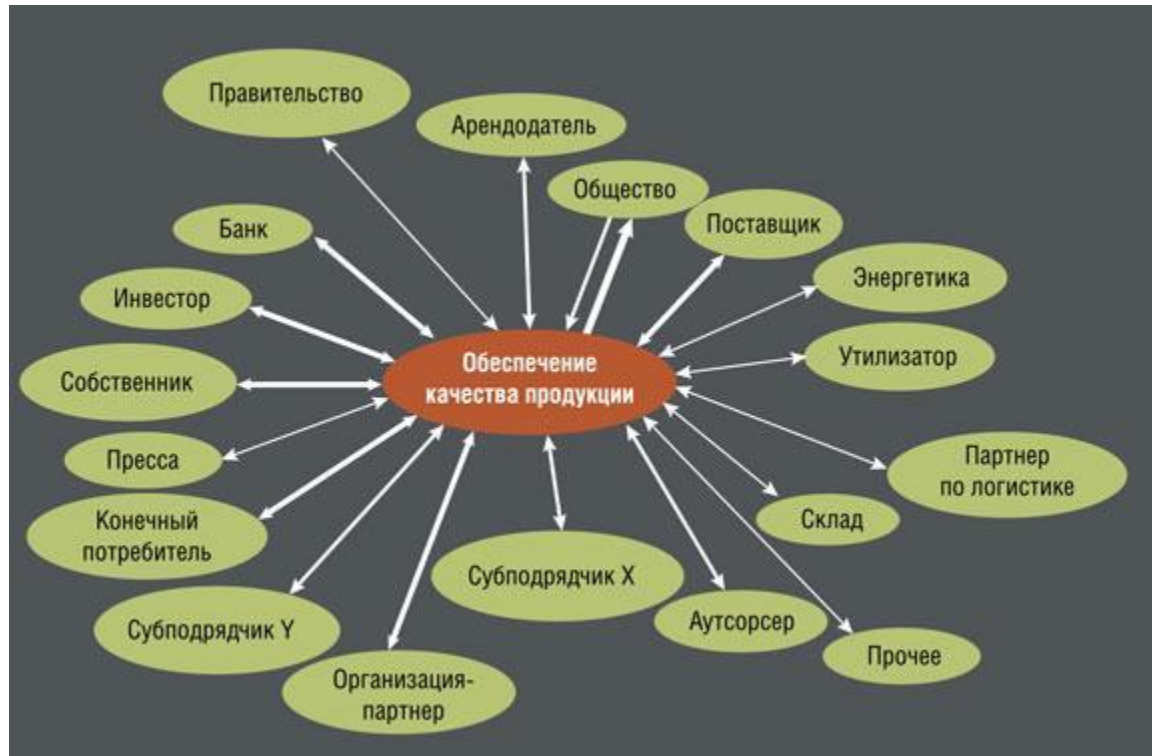 Правительство
Арендодатель
Общество
Поставщик
Банк
Энергетика
Инвестор
Утилизатор
Обеспечение
качества продукции
Собственник
Пресса
Партнер
по логистике
Конечный
потребитель
Склад
Субподрядчик X
Субподрядчик Y
Аутсорсер
Прочее
Организация-
партнер